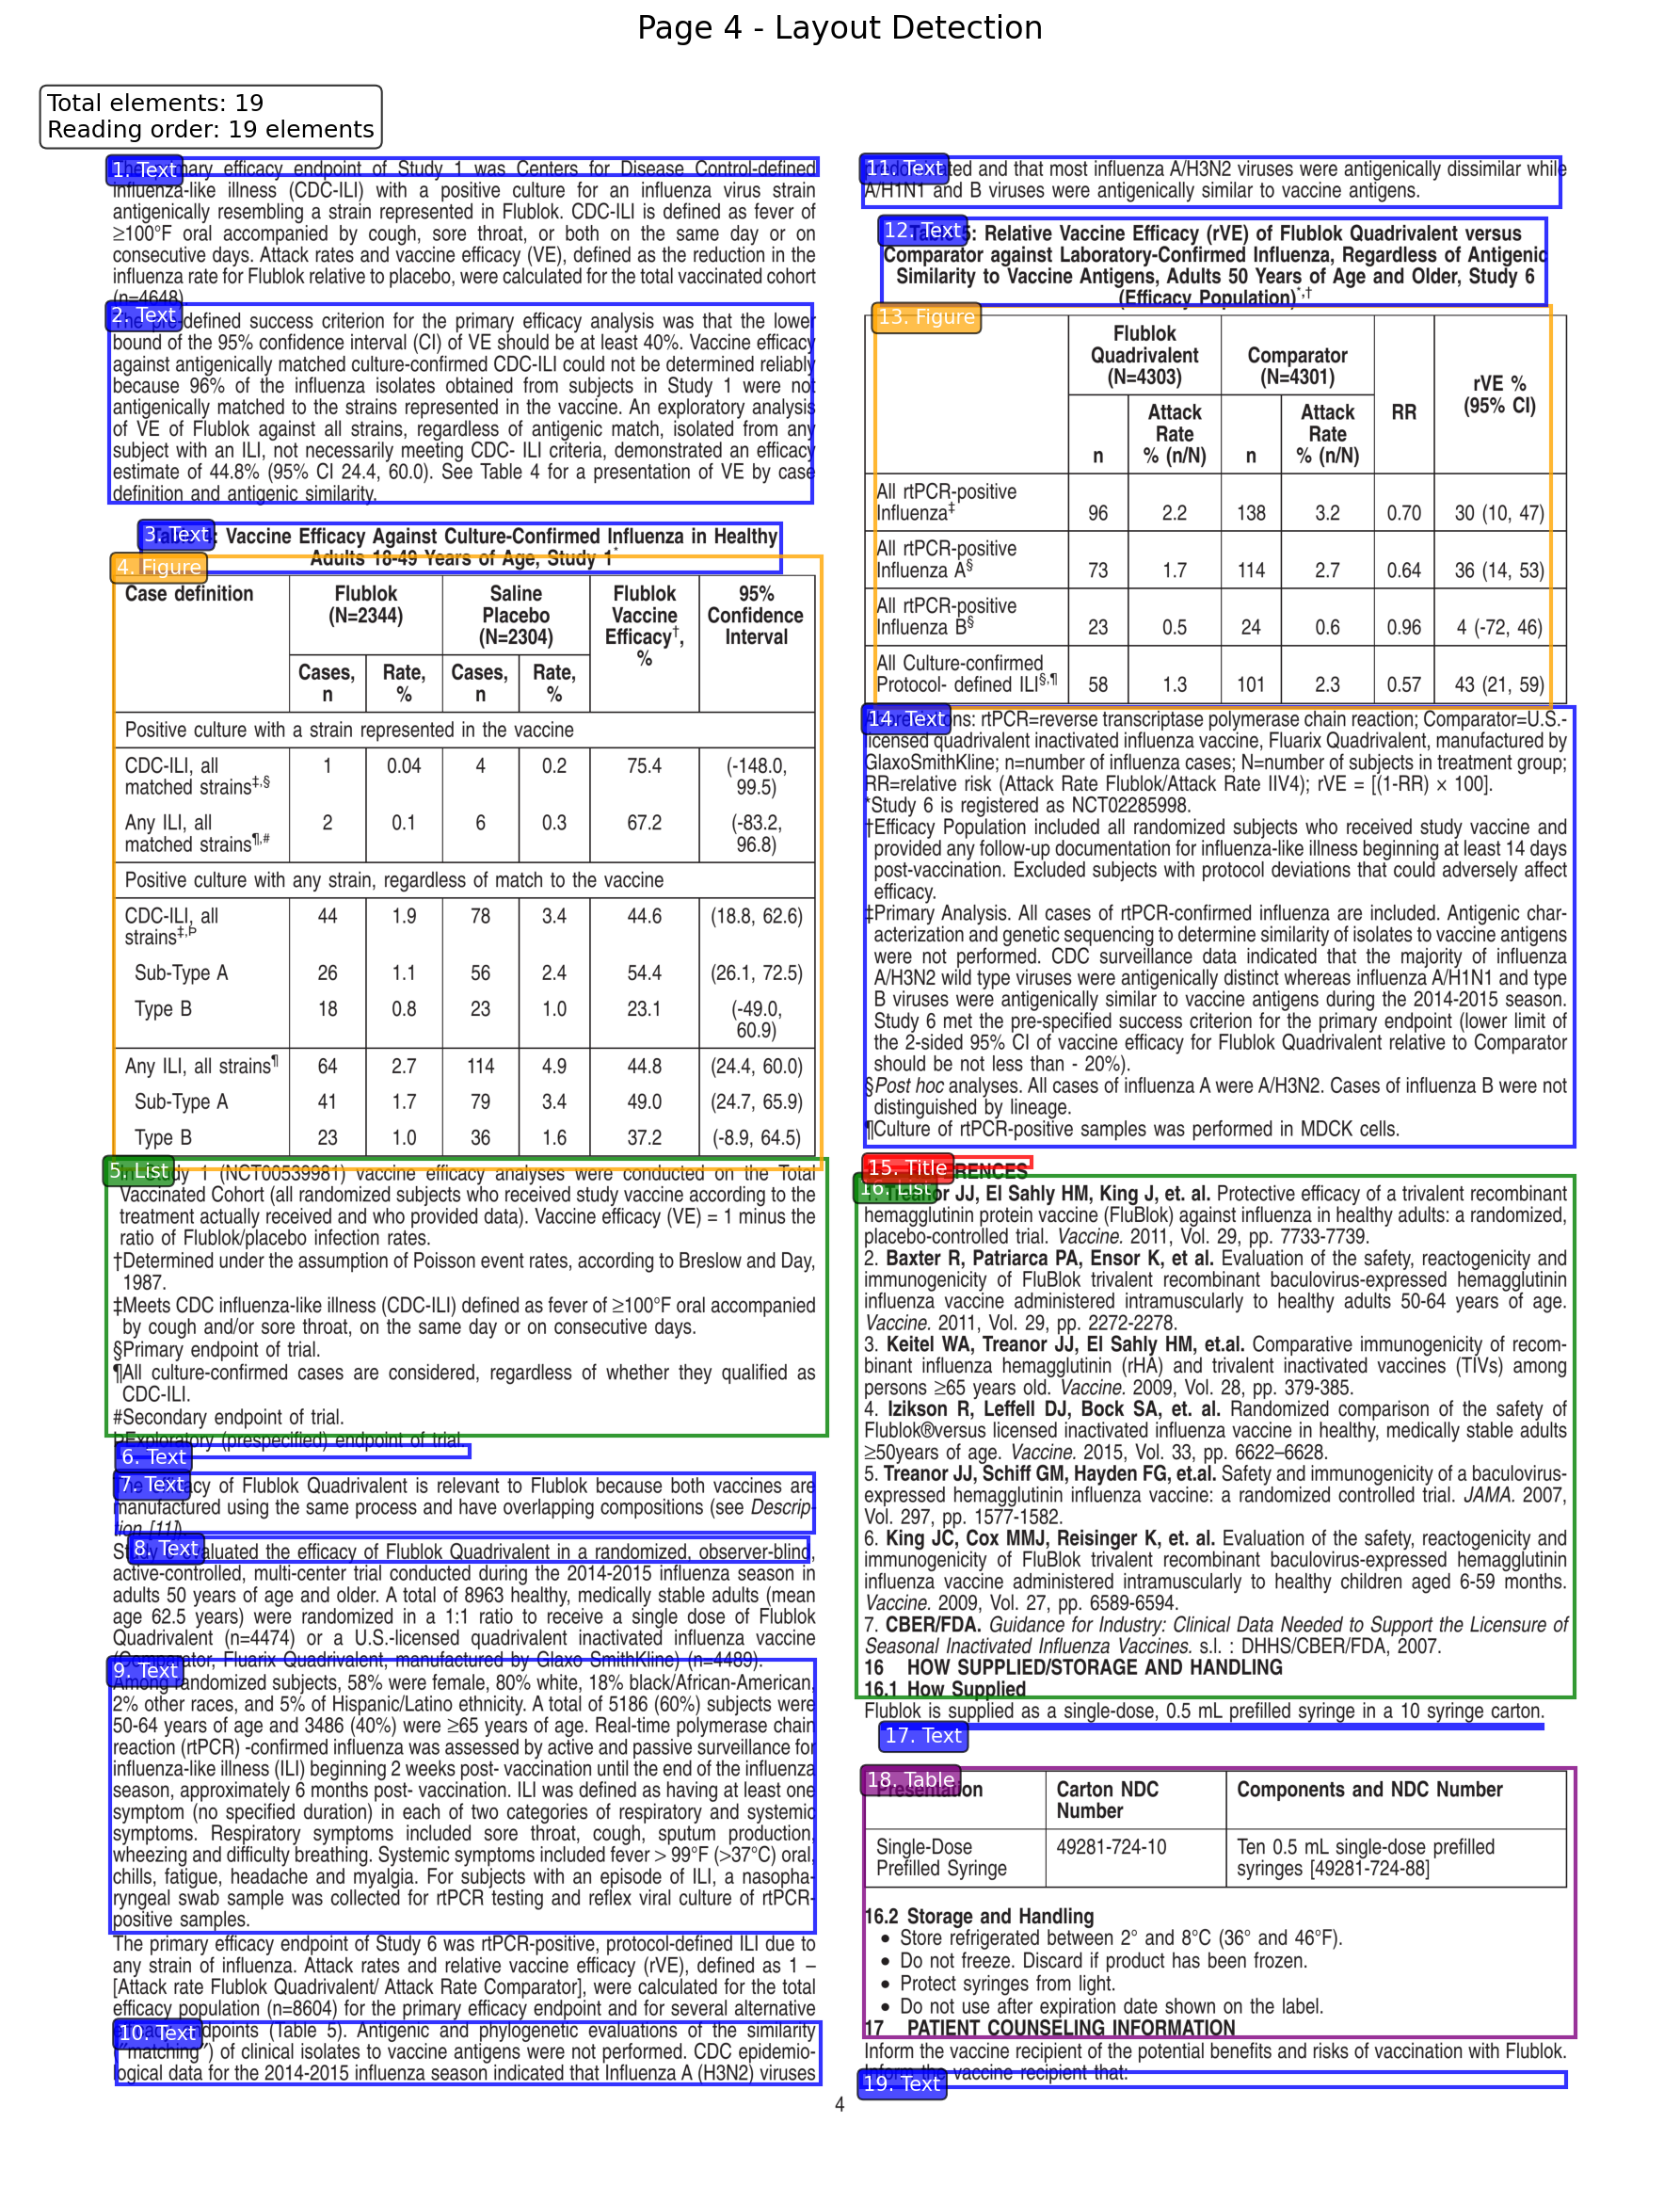 Page 4 - Layout Detection
Total elements: 19
Reading order: 19 elements
1. Text
mary efficacy endpoint of Study 1 was Centers for Disease Control-defined
influenza-like illness (CDC-ILI) with a positive culture for an influenza virus strain
antigenically resembling a strain represented in Flublok. CDC-ILI is defined as fever of
≥100°F oral accompanied by cough, sore throat, or both on the same day or on
consecutive days. Attack rates and vaccine efficacy (VE), defined as the reduction in the
influenza rate for Flublok relative to placebo, were calculated for the total vaccinated cohort
(n=4648).
2. Text
The pre-defined success criterion for the primary efficacy analysis was that the lower
bound of the 95% confidence interval (CI) of VE should be at least 40%. Vaccine efficacy
against antigenically matched culture-confirmed CDC-ILI could not be determined reliably
because 96% of the influenza isolates obtained from subjects in Study 1 were not
antigenically matched to the strains represented in the vaccine. An exploratory analysis
of VE of Flublok against all strains, regardless of antigenic match, isolated from any
subject with an ILI, not necessarily meeting CDC- ILI criteria, demonstrated an efficacy
estimate of 44.8% (95% CI 24.4, 60.0). See Table 4 for a presentation of VE by case
definition and antigenic similarity.
3. Text
: Vaccine Efficacy Against Culture-Confirmed Influenza in Healthy
Adults 18-49 Years of Age, Study 1*
4. Figure
Case definition Flublok (N=2344) Saline Placebo (N=2304) Flublok Vaccine Efficacy†, % 95% Confidence Interval
Cases, n Rate, % Cases, n Rate, %
Positive culture with a strain represented in the vaccine
CDC-ILI, all matched strains‡,§ 1 0.04 4 0.2 75.4 (-148.0, 99.5)
Any ILI, all matched strains¶,# 2 0.1 6 0.3 67.2 (-83.2, 96.8)
Positive culture with any strain, regardless of match to the vaccine
CDC-ILI, all strains‡,Þ 44 1.9 78 3.4 44.6 (18.8, 62.6)
Sub-Type A 26 1.1 56 2.4 54.4 (26.1, 72.5)
Type B 18 0.8 23 1.0 23.1 (-49.0, 60.9)
Any ILI, all strains¶ 64 2.7 114 4.9 44.8 (24.4, 60.0)
Sub-Type A 41 1.7 79 3.4 49.0 (24.7, 65.9)
Type B 23 1.0 36 1.6 37.2 (-8.9, 64.5)
5. List
y 1 (NCT00539981) vaccine efficacy analyses were conducted on the Total
Vaccinated Cohort (all randomized subjects who received study vaccine according to the
treatment actually received and who provided data). Vaccine efficacy (VE) = 1 minus the
ratio of Flublok/placebo infection rates.
†Determined under the assumption of Poisson event rates, according to Breslow and Day,
1987.
‡Meets CDC influenza-like illness (CDC-ILI) defined as fever of ≥100°F oral accompanied
by cough and/or sore throat, on the same day or on consecutive days.
§Primary endpoint of trial.
¶All culture-confirmed cases are considered, regardless of whether they qualified as
CDC-ILI.
#Secondary endpoint of trial.
ÞExploratory (prespecified) endpoint of trial.
6. Text
7. Text
acy of Flublok Quadrivalent is relevant to Flublok because both vaccines are
manufactured using the same process and have overlapping compositions (see Descrip-
tion [11]).
8. Text
valuated the efficacy of Flublok Quadrivalent in a randomized, observer-blind,
active-controlled, multi-center trial conducted during the 2014-2015 influenza season in
adults 50 years of age and older. A total of 8963 healthy, medically stable adults (mean
age 62.5 years) were randomized in a 1:1 ratio to receive a single dose of Flublok
Quadrivalent (n=4474) or a U.S.-licensed quadrivalent inactivated influenza vaccine
(Comparator, Fluarix Quadrivalent, manufactured by Glaxo SmithKline) (n=4489).
9. Text
Among randomized subjects, 58% were female, 80% white, 18% black/African-American,
2% other races, and 5% of Hispanic/Latino ethnicity. A total of 5186 (60%) subjects were
50-64 years of age and 3486 (40%) were ≥65 years of age. Real-time polymerase chain
reaction (rtPCR) -confirmed influenza was assessed by active and passive surveillance for
influenza-like illness (ILI) beginning 2 weeks post- vaccination until the end of the influenza
season, approximately 6 months post- vaccination. ILI was defined as having at least one
symptom (no specified duration) in each of two categories of respiratory and systemic
symptoms. Respiratory symptoms included sore throat, cough, sputum production,
wheezing and difficulty breathing. Systemic symptoms included fever > 99°F (>37°C) oral,
chills, fatigue, headache and myalgia. For subjects with an episode of ILI, a nasopha-
ryngeal swab sample was collected for rtPCR testing and reflex viral culture of rtPCR-
positive samples.
The primary efficacy endpoint of Study 6 was rtPCR-positive, protocol-defined ILI due to
any strain of influenza. Attack rates and relative vaccine efficacy (rVE), defined as 1 –
[Attack rate Flublok Quadrivalent/ Attack Rate Comparator], were calculated for the total
efficacy population (n=8604) for the primary efficacy endpoint and for several alternative
10. Text
dpoints (Table 5). Antigenic and phylogenetic evaluations of the similarity
("matching") of clinical isolates to vaccine antigens were not performed. CDC epidemio-
logical data for the 2014-2015 influenza season indicated that Influenza A (H3N2) viruses
11. Text
ated and that most influenza A/H3N2 viruses were antigenically dissimilar while
A/H1N1 and B viruses were antigenically similar to vaccine antigens.
12. Text
5: Relative Vaccine Efficacy (rVE) of Flublok Quadrivalent versus
Comparator against Laboratory-Confirmed Influenza, Regardless of Antigenic
Similarity to Vaccine Antigens, Adults 50 Years of Age and Older, Study 6
(Efficacy Population)*,†
13. Figure
Flublok Quadrivalent (N=4303) Comparator (N=4301) RR rVE % (95% CI)
n Attack Rate % (n/N) n Attack Rate % (n/N)
All rtPCR-positive Influenza‡ 96 2.2 138 3.2 0.70 30 (10, 47)
All rtPCR-positive Influenza A§ 73 1.7 114 2.7 0.64 36 (14, 53)
All rtPCR-positive Influenza B§ 23 0.5 24 0.6 0.96 4 (-72, 46)
All Culture-confirmed Protocol- defined ILI§,¶ 58 1.3 101 2.3 0.57 43 (21, 59)
14. Text
ns: rtPCR=reverse transcriptase polymerase chain reaction; Comparator=U.S.-
licensed quadrivalent inactivated influenza vaccine, Fluarix Quadrivalent, manufactured by
GlaxoSmithKline; n=number of influenza cases; N=number of subjects in treatment group;
RR=relative risk (Attack Rate Flublok/Attack Rate IIV4); rVE = [(1-RR) × 100].
*Study 6 is registered as NCT02285998.
†Efficacy Population included all randomized subjects who received study vaccine and
provided any follow-up documentation for influenza-like illness beginning at least 14 days
post-vaccination. Excluded subjects with protocol deviations that could adversely affect
efficacy.
‡Primary Analysis. All cases of rtPCR-confirmed influenza are included. Antigenic char-
acterization and genetic sequencing to determine similarity of isolates to vaccine antigens
were not performed. CDC surveillance data indicated that the majority of influenza
A/H3N2 wild type viruses were antigenically distinct whereas influenza A/H1N1 and type
B viruses were antigenically similar to vaccine antigens during the 2014-2015 season.
Study 6 met the pre-specified success criterion for the primary endpoint (lower limit of
the 2-sided 95% CI of vaccine efficacy for Flublok Quadrivalent relative to Comparator
should be not less than - 20%).
§Post hoc analyses. All cases of influenza A were A/H3N2. Cases of influenza B were not
distinguished by lineage.
¶Culture of rtPCR-positive samples was performed in MDCK cells.
15. Title
RENCES
16. List
1. Treanor JJ, El Sahly HM, King J, et. al. Protective efficacy of a trivalent recombinant
hemagglutinin protein vaccine (FluBlok) against influenza in healthy adults: a randomized,
placebo-controlled trial. Vaccine. 2011, Vol. 29, pp. 7733-7739.
2. Baxter R, Patriarca PA, Ensor K, et al. Evaluation of the safety, reactogenicity and
immunogenicity of FluBlok trivalent recombinant baculovirus-expressed hemagglutinin
influenza vaccine administered intramuscularly to healthy adults 50-64 years of age.
Vaccine. 2011, Vol. 29, pp. 2272-2278.
3. Keitel WA, Treanor JJ, El Sahly HM, et.al. Comparative immunogenicity of recom-
binant influenza hemagglutinin (rHA) and trivalent inactivated vaccines (TIVs) among
persons ≥65 years old. Vaccine. 2009, Vol. 28, pp. 379-385.
4. Izikson R, Leffell DJ, Bock SA, et. al. Randomized comparison of the safety of
Flublok®versus licensed inactivated influenza vaccine in healthy, medically stable adults
≥50years of age. Vaccine. 2015, Vol. 33, pp. 6622–6628.
5. Treanor JJ, Schiff GM, Hayden FG, et.al. Safety and immunogenicity of a baculovirus-
expressed hemagglutinin influenza vaccine: a randomized controlled trial. JAMA. 2007,
Vol. 297, pp. 1577-1582.
6. King JC, Cox MMJ, Reisinger K, et. al. Evaluation of the safety, reactogenicity and
immunogenicity of FluBlok trivalent recombinant baculovirus-expressed hemagglutinin
influenza vaccine administered intramuscularly to healthy children aged 6-59 months.
Vaccine. 2009, Vol. 27, pp. 6589-6594.
7. CBER/FDA. Guidance for Industry: Clinical Data Needed to Support the Licensure of
Seasonal Inactivated Influenza Vaccines. s.l. : DHHS/CBER/FDA, 2007.
16 HOW SUPPLIED/STORAGE AND HANDLING
16.1 How Supplied
Flublok is supplied as a single-dose, 0.5 mL prefilled syringe in a 10 syringe carton.
17. Text
18. Table
Presentation Carton NDC Number Components and NDC Number
Single-Dose Prefilled Syringe 49281-724-10 Ten 0.5 mL single-dose prefilled syringes [49281-724-88]
16.2 Storage and Handling
• Store refrigerated between 2° and 8°C (36° and 46°F).
• Do not freeze. Discard if product has been frozen.
• Protect syringes from light.
• Do not use after expiration date shown on the label.
17 PATIENT COUNSELING INFORMATION
Inform the vaccine recipient of the potential benefits and risks of vaccination with Flublok.
Inform the vaccine recipient that:
19. Text
4